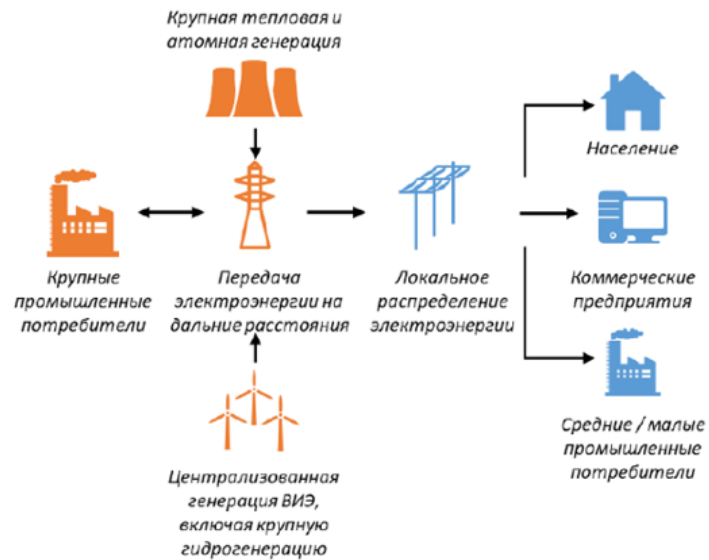 Крупная тепловая и
атомная генерация
Население
Крупные
промышленные
потребители
Передача
электроэнергии на
дальние расстояния
Локальное
распределение
электроэнергии
Коммерческие
предприятия
Средние / малые
промышленные
потребители
Централизованная
генерация ВИЭ,
включая крупную
гидрогенерацию